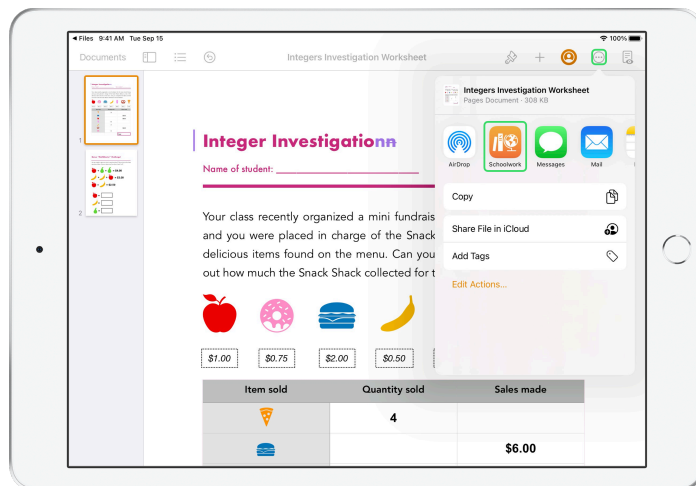 Files 9:41 AM Tue Sep 15
100%
Documents
Integers Investigation Worksheet
1
2
Integers Investigation Worksheet
Pages Document · 308 KB
AirDrop
Schoolwork
Messages
Mail
Copy
Share File in iCloud
Add Tags
Edit Actions...
Integer Investigationnn
Name of student:
Your class recently organized a mini fundrais
and you were placed in charge of the Snack
delicious items found on the menu. Can you
out how much the Snack Shack collected for t
$1.00 $0.75 $2.00 $0.50
Item sold Quantity sold Sales made
4
$6.00